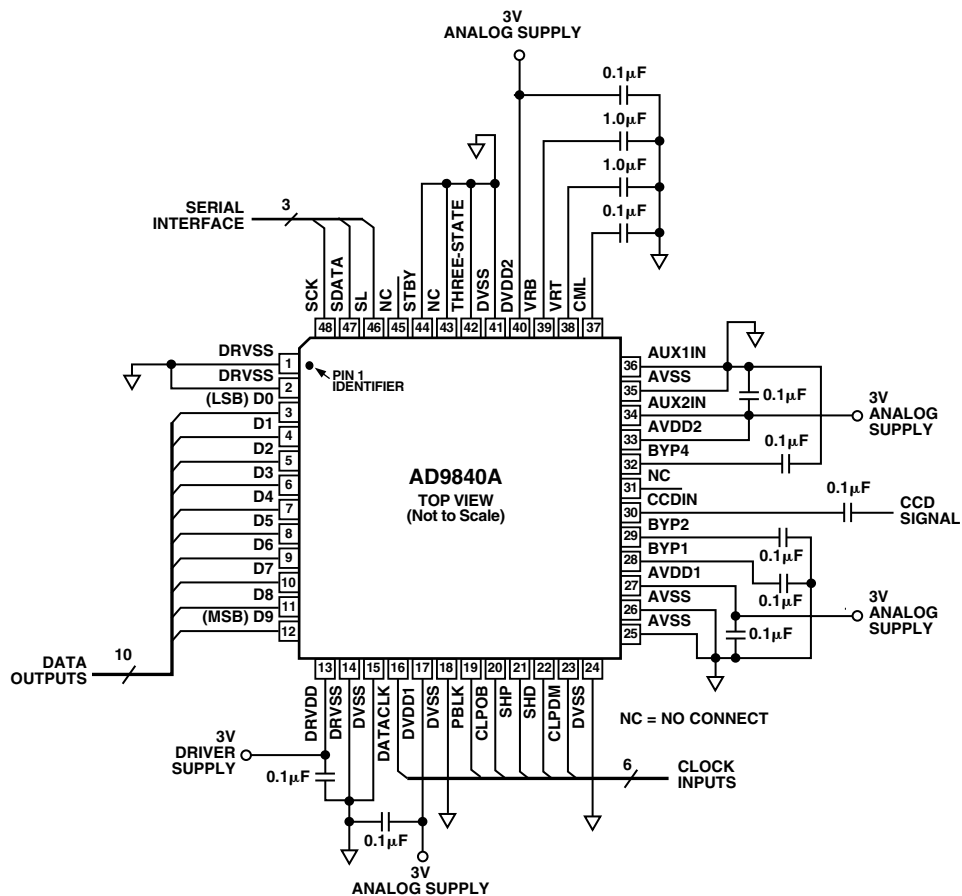 3V
ANALOG SUPPLY
0.1µF
1.0µF
1.0µF
0.1µF
SERIAL
INTERFACE
3
SCK
SDATA
SL
NC
STBY
NC
THREE-STATE
DVSS
DVDD2
VRB
VRT
CML
48 47 46 45 44 43 42 41 40 39 38 37
DRVSS
DRVSS
(LSB) D0
D1
D2
D3
D4
D5
D6
D7
D8
(MSB) D9
1
2
3
4
5
6
7
8
9
10
11
12
PIN 1
IDENTIFIER
AD9840A
TOP VIEW
(Not to Scale)
36
35
34
33
32
31
30
29
28
27
26
25
AUX1IN
AVSS
AUX2IN
AVDD2
BYP4
NC
CCDIN
BYP2
BYP1
AVDD1
AVSS
AVSS
0.1µF
3V
ANALOG
SUPPLY
0.1µF
0.1µF
CCD
SIGNAL
0.1µF
0.1µF
3V
ANALOG
SUPPLY
0.1µF
DATA
OUTPUTS
10
13 14 15 16 17 18 19 20 21 22 23 24
DRVDD
DRVSS
DVSS
DATACLK
DVDD1
DVSS
PBLK
CLPOB
SHP
SHD
CLPDM
DVSS
NC = NO CONNECT
3V
DRIVER
SUPPLY
0.1µF
0.1µF
6
CLOCK
INPUTS
3V
ANALOG SUPPLY